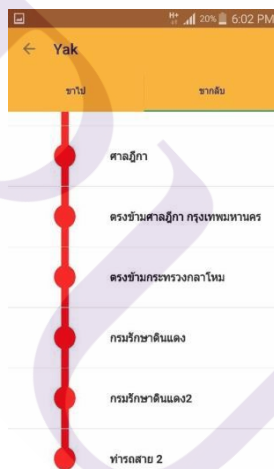 H+ 20% 6:02 PM
Yak
ขาไป ขากลับ
ศาลฎีกา
ตรงข้ามศาลฎีกา กรุงเทพมหานคร
ตรงข้ามกระทรวงกลาโหม
กรมรักษาดินแดง
กรมรักษาดินแดง2
ท่ารถสาย 2